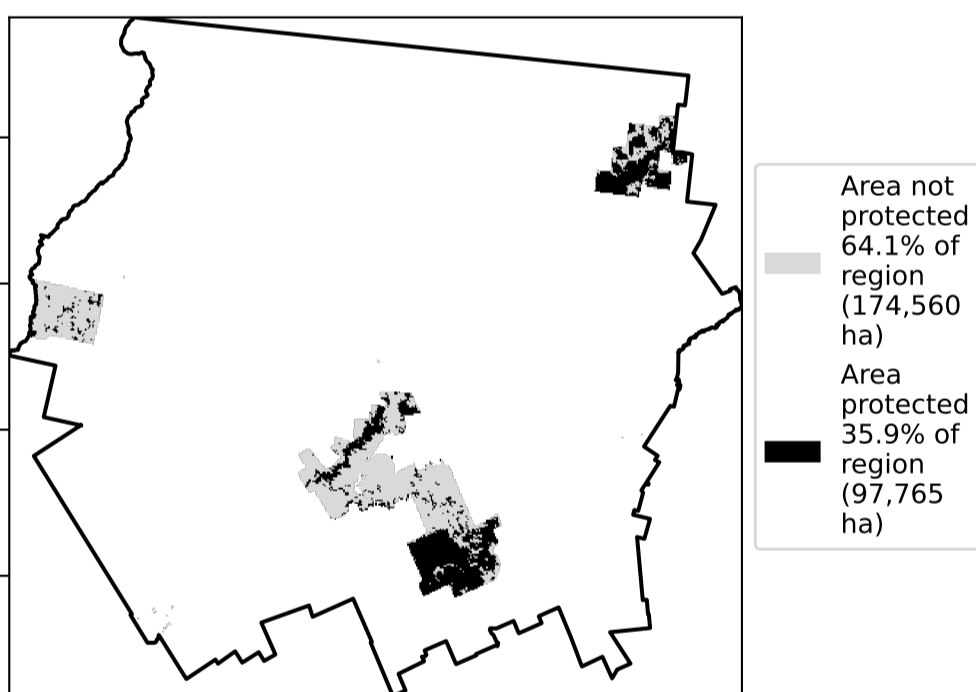 Area not
protected
64.1% of
region
(174,560
ha)
Area
protected
35.9% of
region
(97,765
ha)